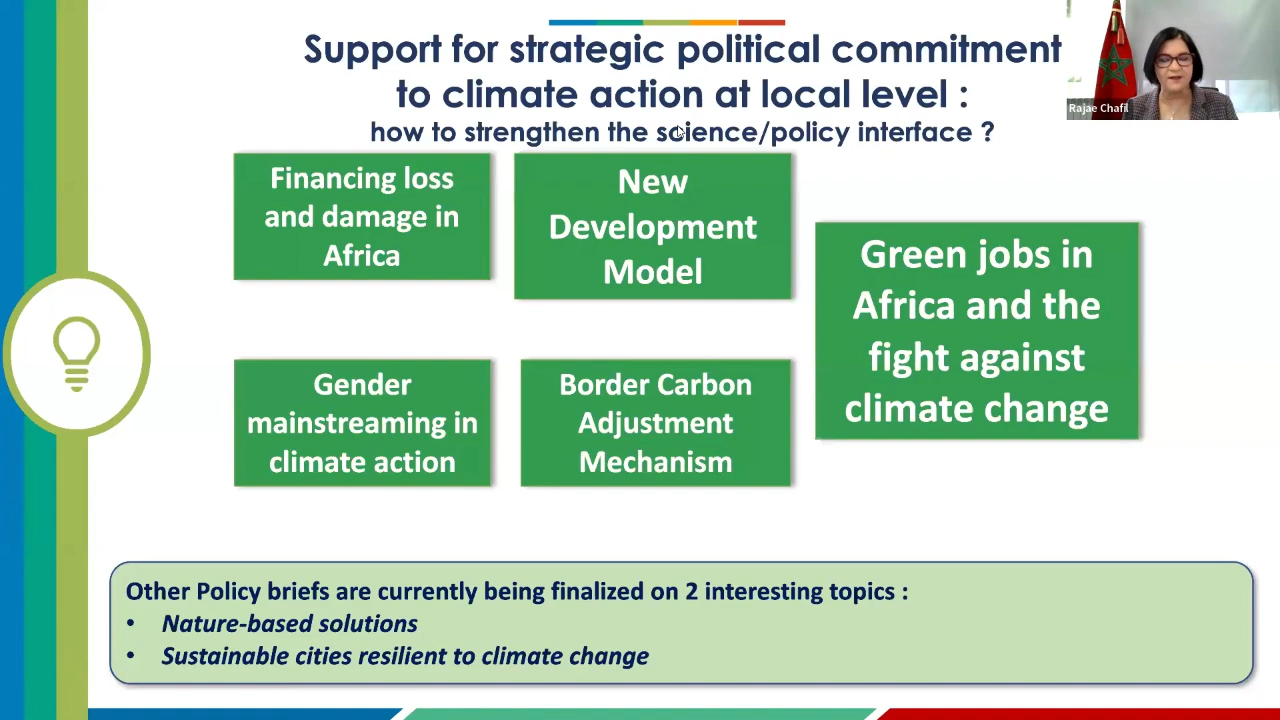 Support for strategic political commitment
to climate action at local level :
how to strengthen the science/policy interface ?
Rajae Chafil
Financing loss
and damage in
Africa
New
Development
Model
Green jobs in
Africa and the
fight against
climate change
Gender
mainstreaming in
climate action
Border Carbon
Adjustment
Mechanism
Other Policy briefs are currently being finalized on 2 interesting topics :
• Nature-based solutions
• Sustainable cities resilient to climate change